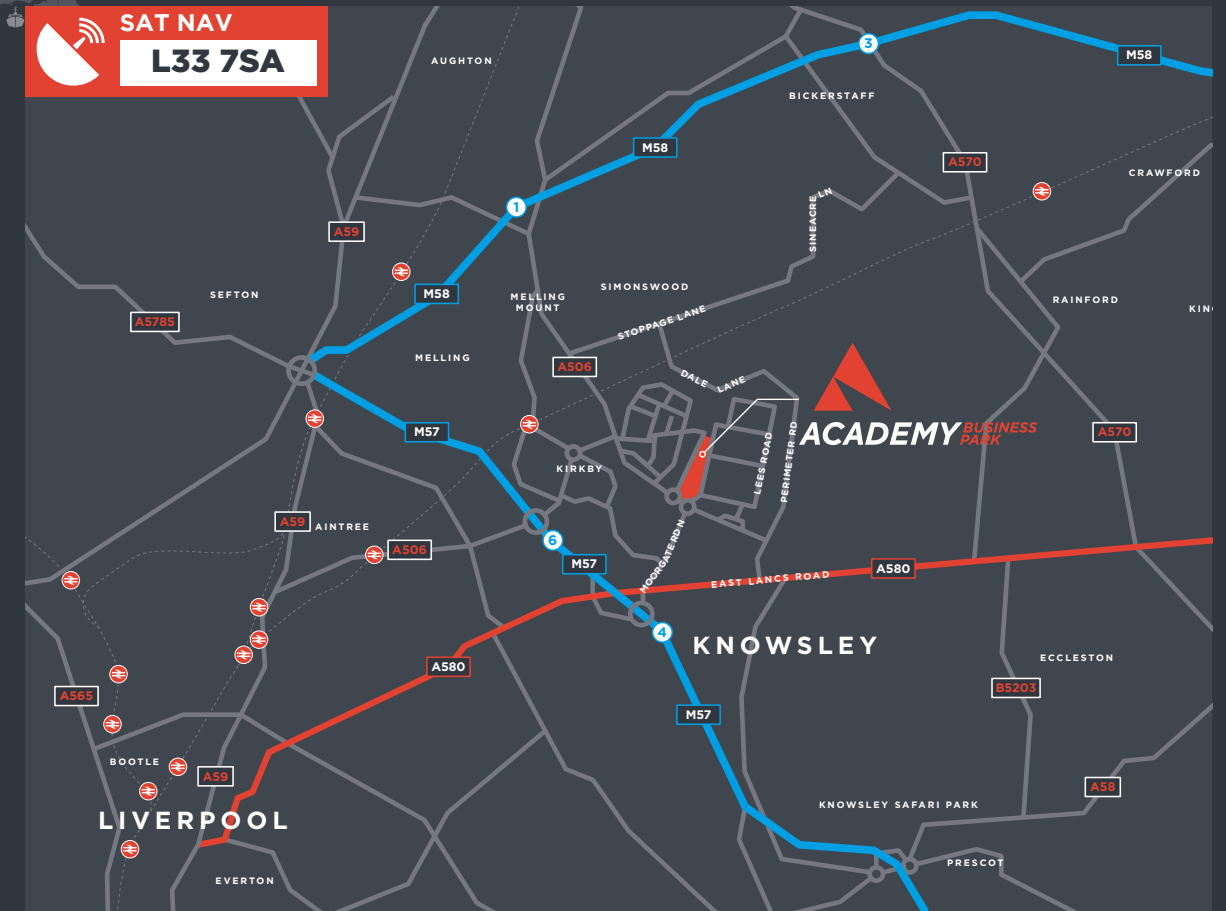 SAT NAV
L33 7SA
AUGHTON
3
M58
BICKERSTAFF
M58
A570
CRAWFORD
SINEACRE LN
1
A59
SEFTON
M58
MELLING
MOUNT
SIMONSWOOD
RAINFORD
A5785
STOPPAGE LANE
MELLING
A506
DALE LANE
M57
ACADEMY BUSINESS
PARK
A570
KIRKBY
LEES ROAD
PERIMETER RD
A59
AINTREE
A506
6
M57
MOORGATE RD N
EAST LANCS ROAD
A580
4
KNOWSLEY
ECCLESTON
A580
B5203
A565
M57
BOOTLE
A59
A58
KNOWSLEY SAFARI PARK
LIVERPOOL
PRESCOT
EVERTON